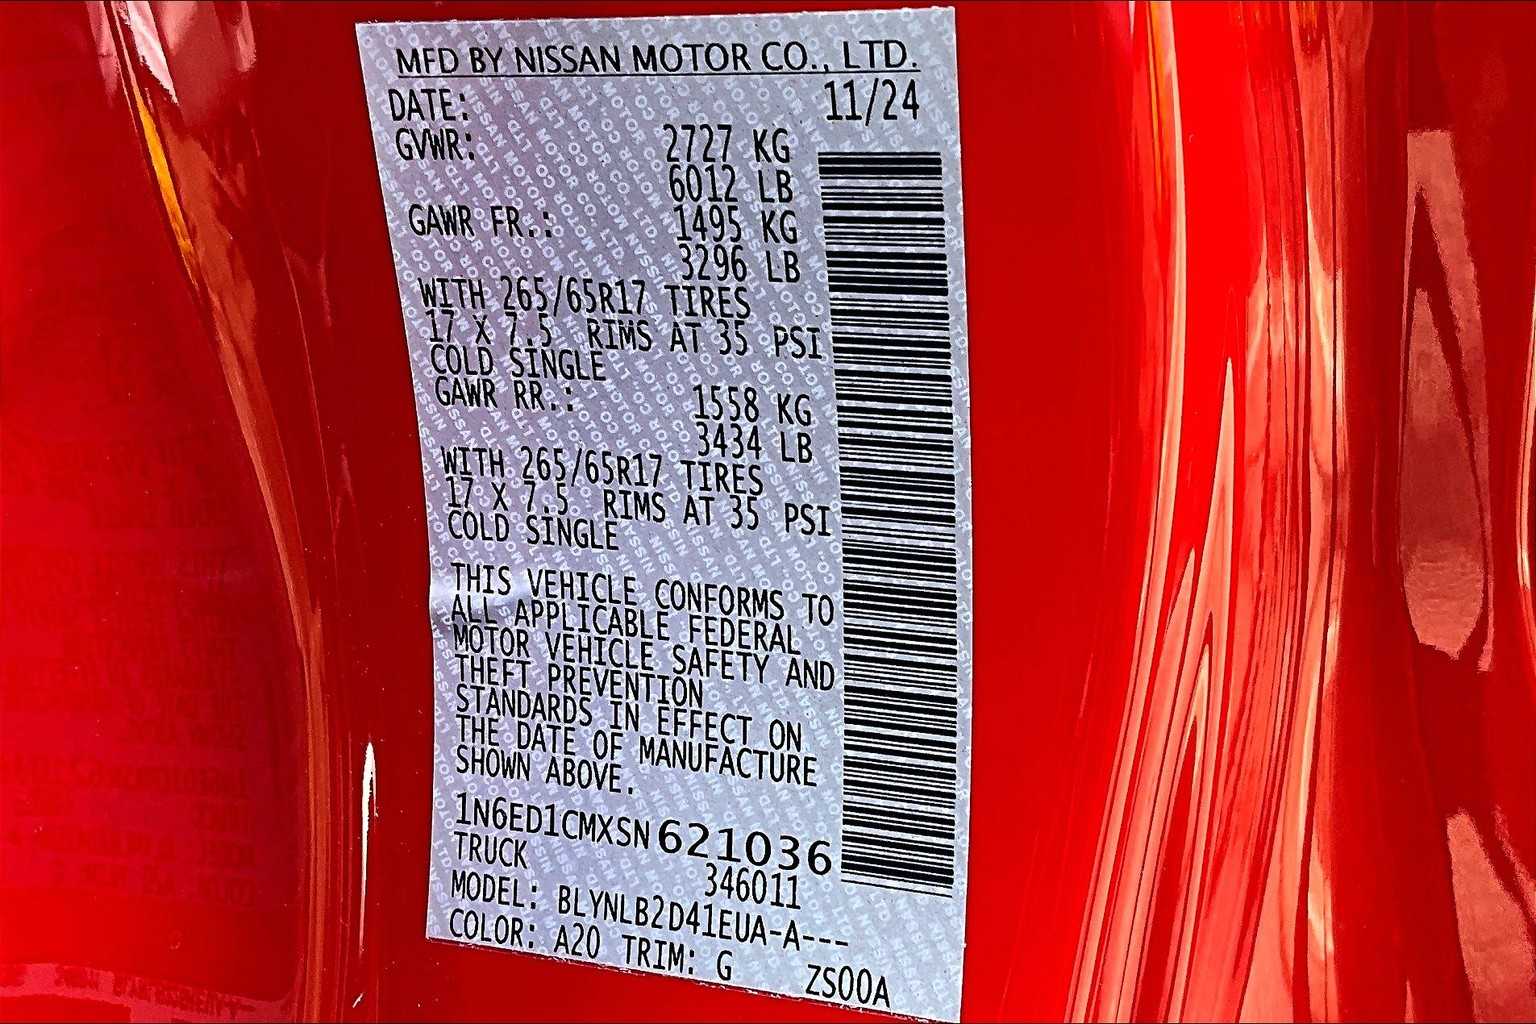 MFD BY NISSAN MOTOR CO., LTD.
DATE: 11/24
GVWR: 2727 KG
6012 LB
GAWR FR.: 1495 KG
3296 LB
WITH 265/65R17 TIRES
17 X 7.5 RIMS AT 35 PSI
COLD SINGLE
GAWR RR.: 1558 KG
3434 LB
WITH 265/65R17 TIRES
17 X 7.5 RIMS AT 35 PSI
COLD SINGLE
THIS VEHICLE CONFORMS TO
ALL APPLICABLE FEDERAL
MOTOR VEHICLE SAFETY AND
THEFT PREVENTION
STANDARDS IN EFFECT ON
THE DATE OF MANUFACTURE
SHOWN ABOVE.
1N6ED1CMXSN621036
TRUCK 346011
MODEL: BLYNLB2D41EUA-A---
COLOR: A20 TRIM: G ZS00A